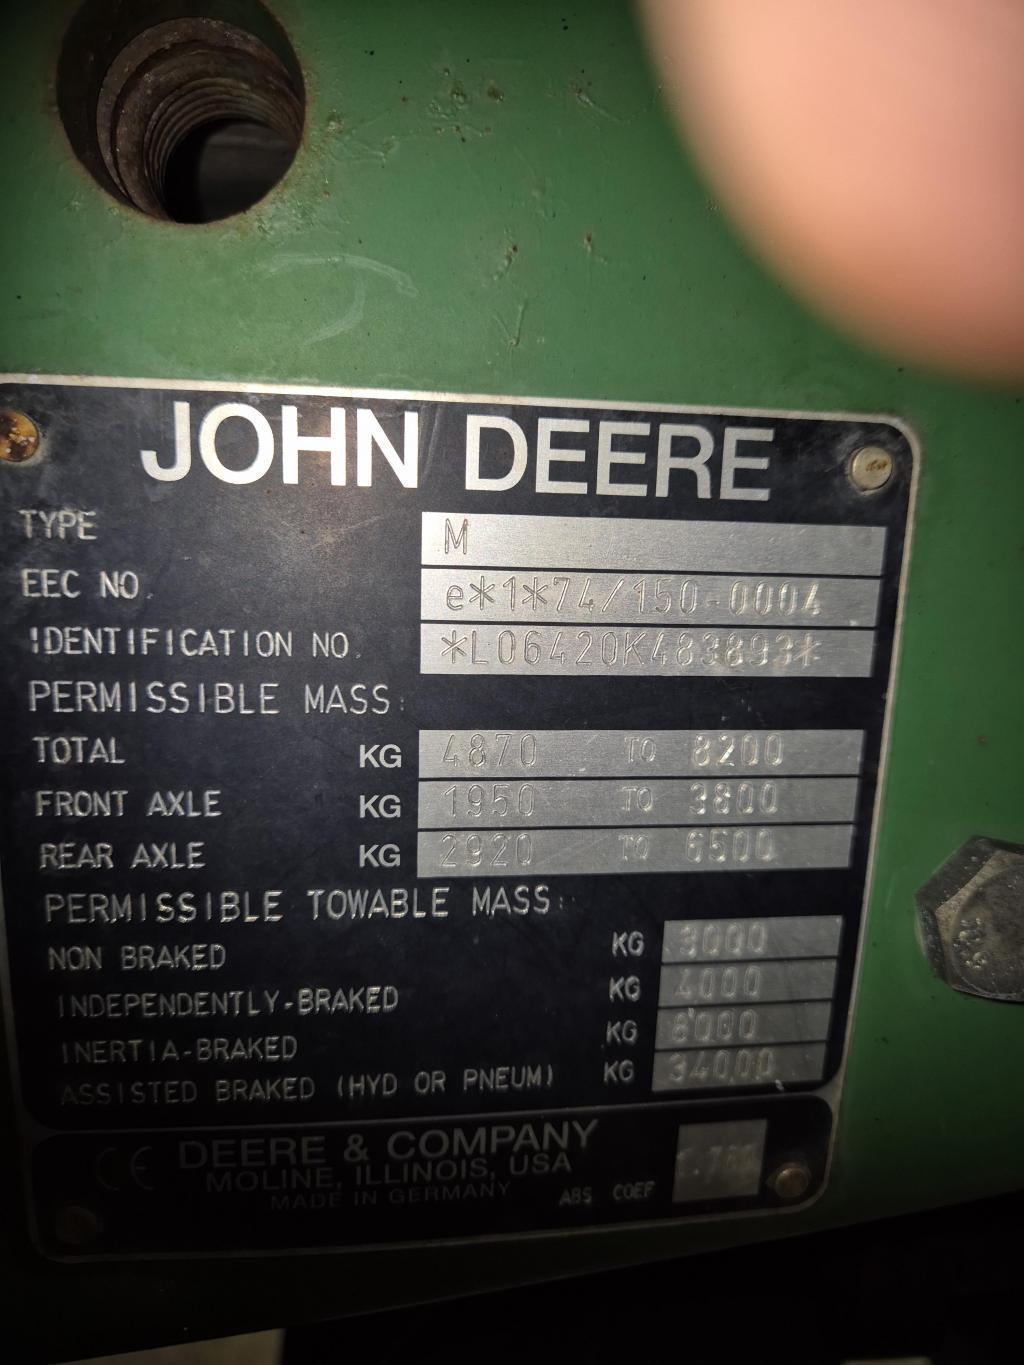 JOHN DEERE
TYPE M
EEC NO. e*1*74/150-0004
IDENTIFICATION NO. *L06420K483893*
PERMISSIBLE MASS:
TOTAL KG 4870 TO 8200
FRONT AXLE KG 1950 TO 3800
REAR AXLE KG 2920 TO 6500
PERMISSIBLE TOWABLE MASS:
NON BRAKED KG 3000
INDEPENDENTLY-BRAKED KG 4000
INERTIA-BRAKED KG 8000
ASSISTED BRAKED (HYD OR PNEUM) KG 34000
CE DEERE & COMPANY
MOLINE, ILLINOIS, USA
MADE IN GERMANY
ABS COEF